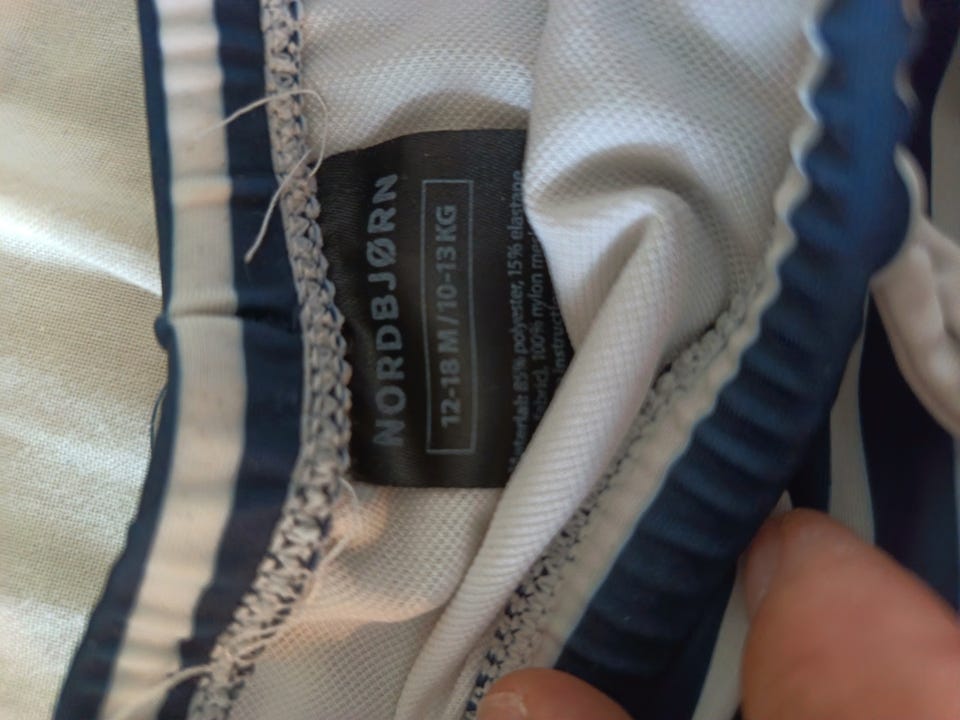 NORDBJØRN
12-18 M/10-13 KG
85% polyester, 15% elastane
100% nylon